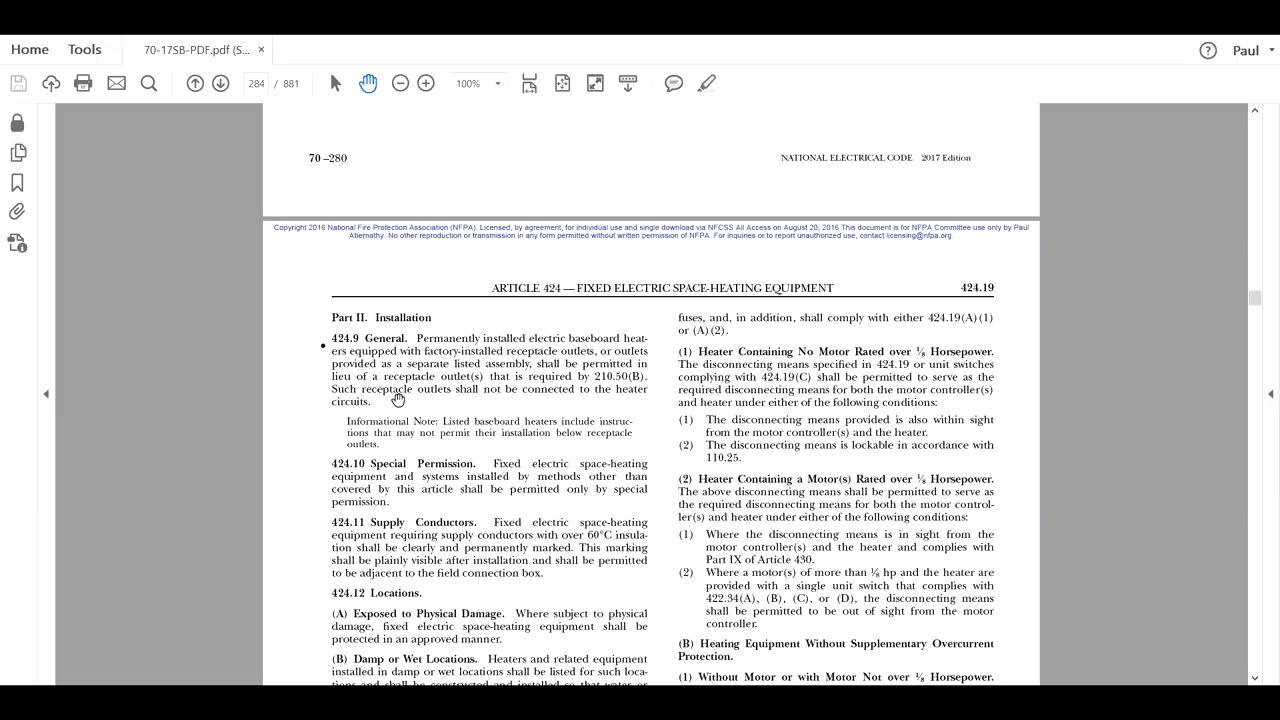 Home Tools 70-17SB-PDF.pdf (S... × Paul
284 / 881 100%
70 –280 NATIONAL ELECTRICAL CODE 2017 Edition
Copyright 2016 National Fire Protection Association (NFPA). Licensed, by agreement, for individual use and single download via NFCSS All Access on August 20, 2016 This document is for NFPA Committee use only by Paul
Abernathy. No other reproduction or transmission in any form permitted without written permission of NFPA. For inquiries or to report unauthorized use, contact licensing@nfpa.org.
ARTICLE 424 — FIXED ELECTRIC SPACE-HEATING EQUIPMENT 424.19
Part II. Installation
424.9 General. Permanently installed electric baseboard heat-
ers equipped with factory-installed receptacle outlets, or outlets
provided as a separate listed assembly, shall be permitted in
lieu of a receptacle outlet(s) that is required by 210.50(B).
Such receptacle outlets shall not be connected to the heater
circuits.
Informational Note: Listed baseboard heaters include instruc-
tions that may not permit their installation below receptacle
outlets.
424.10 Special Permission. Fixed electric space-heating
equipment and systems installed by methods other than
covered by this article shall be permitted only by special
permission.
424.11 Supply Conductors. Fixed electric space-heating
equipment requiring supply conductors with over 60°C insula-
tion shall be clearly and permanently marked. This marking
shall be plainly visible after installation and shall be permitted
to be adjacent to the field connection box.
424.12 Locations.
(A) Exposed to Physical Damage. Where subject to physical
damage, fixed electric space-heating equipment shall be
protected in an approved manner.
(B) Damp or Wet Locations. Heaters and related equipment
installed in damp or wet locations shall be listed for such loca-
tions and shall be constructed and installed so that water or
fuses, and, in addition, shall comply with either 424.19(A)(1)
or (A)(2).
(1) Heater Containing No Motor Rated over ⅛ Horsepower.
The disconnecting means specified in 424.19 or unit switches
complying with 424.19(C) shall be permitted to serve as the
required disconnecting means for both the motor controller(s)
and heater under either of the following conditions:
(1) The disconnecting means provided is also within sight
from the motor controller(s) and the heater.
(2) The disconnecting means is lockable in accordance with
110.25.
(2) Heater Containing a Motor(s) Rated over ⅛ Horsepower.
The above disconnecting means shall be permitted to serve as
the required disconnecting means for both the motor control-
ler(s) and heater under either of the following conditions:
(1) Where the disconnecting means is in sight from the
motor controller(s) and the heater and complies with
Part IX of Article 430.
(2) Where a motor(s) of more than ⅛ hp and the heater are
provided with a single unit switch that complies with
422.34(A), (B), (C), or (D), the disconnecting means
shall be permitted to be out of sight from the motor
controller.
(B) Heating Equipment Without Supplementary Overcurrent
Protection.
(1) Without Motor or with Motor Not over ⅛ Horsepower.